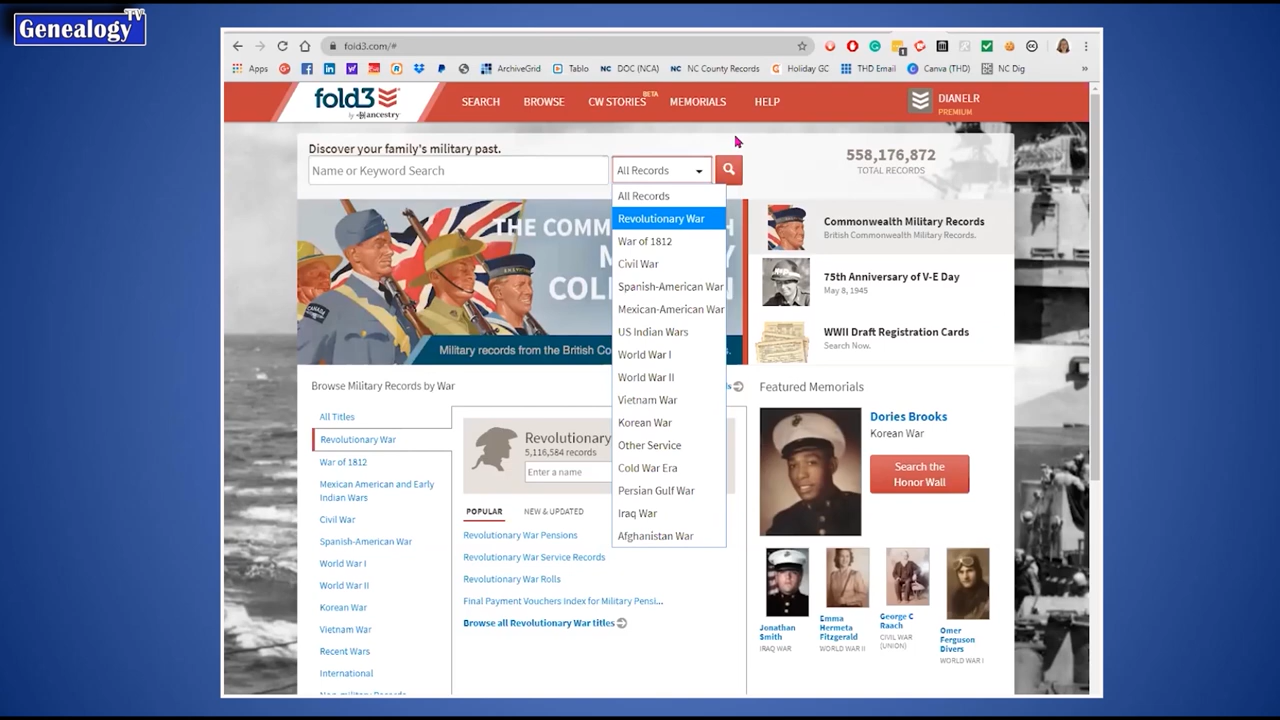 Genealogy TV
fold3.com/#
Apps
ArchiveGrid
Tablo
NC DOC (NCA)
NC NC County Records
G Holiday GC
THD Email
Canva (THD)
NC NC Dig
»
fold3
by ancestry
SEARCH
BROWSE
CW STORIES BETA
MEMORIALS
HELP
DIANELR
PREMIUM
Discover your family's military past.
Name or Keyword Search
All Records
558,176,872
TOTAL RECORDS
All Records
Revolutionary War
War of 1812
Civil War
Spanish-American War
Mexican-American War
US Indian Wars
World War I
World War II
Vietnam War
Korean War
Other Service
Cold War Era
Persian Gulf War
Iraq War
Afghanistan War
THE COMM
CANADA
Military records from the British Co
s.
Commonwealth Military Records
British Commonwealth Military Records.
75th Anniversary of V-E Day
May 8, 1945
WWII Draft Registration Cards
Search Now.
Browse Military Records by War
All Titles
Revolutionary War
War of 1812
Mexican American and Early
Indian Wars
Civil War
Spanish-American War
World War I
World War II
Korean War
Vietnam War
Recent Wars
International
Non-military Records
Revolutionary
5,116,584 records
Enter a name
POPULAR
NEW & UPDATED
Revolutionary War Pensions
Revolutionary War Service Records
Revolutionary War Rolls
Final Payment Vouchers Index for Military Pensi...
Browse all Revolutionary War titles
Featured Memorials
Dories Brooks
Korean War
Search the
Honor Wall
Jonathan
Smith
IRAQ WAR
Emma
Hermeta
Fitzgerald
WORLD WAR II
George C
Raach
CIVIL WAR
(UNION)
Omer
Ferguson
Divers
WORLD WAR I